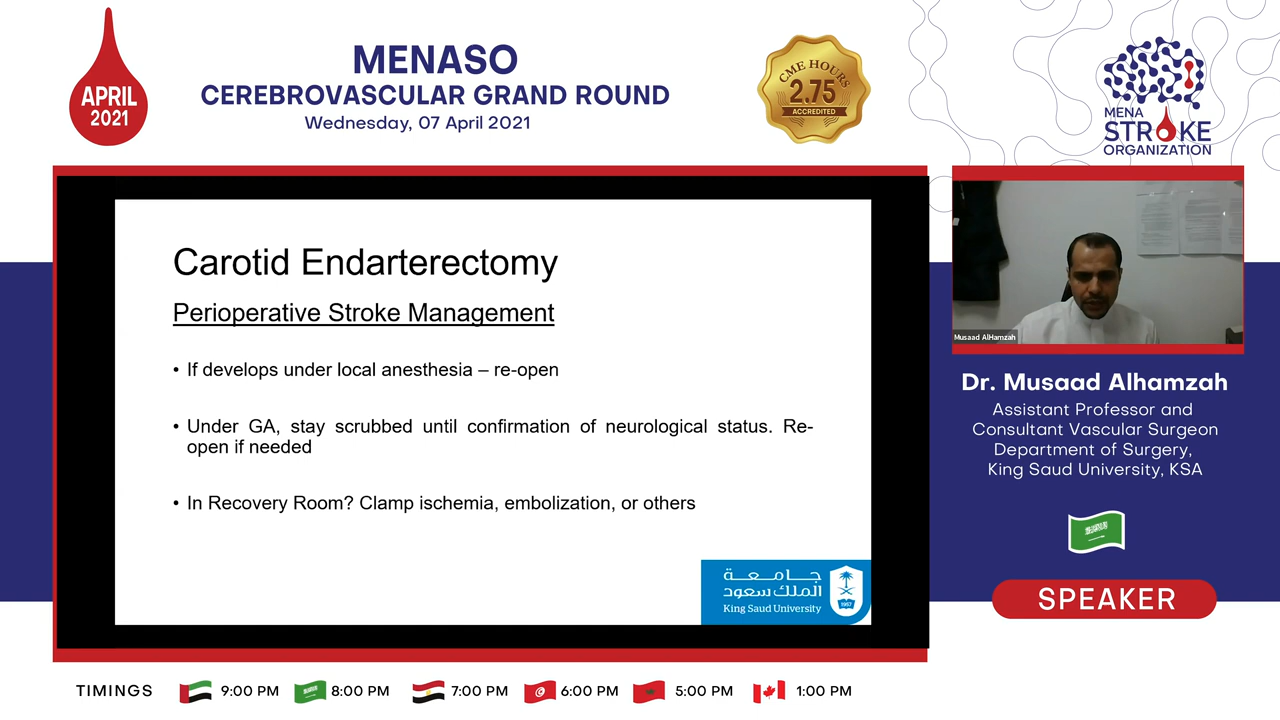 APRIL
2021
MENASO
CEREBROVASCULAR GRAND ROUND
Wednesday, 07 April 2021
CME HOURS
2.75
ACCREDITED
MENA
STROKE
ORGANIZATION
Carotid Endarterectomy
Perioperative Stroke Management
• If develops under local anesthesia – re-open
• Under GA, stay scrubbed until confirmation of neurological status. Re-
open if needed
• In Recovery Room? Clamp ischemia, embolization, or others
جامعة
الملك سعود
King Saud University
1957
Musaad AlHamzah
Dr. Musaad Alhamzah
Assistant Professor and
Consultant Vascular Surgeon
Department of Surgery,
King Saud University, KSA
SPEAKER
TIMINGS 9:00 PM 8:00 PM 7:00 PM 6:00 PM 5:00 PM 1:00 PM